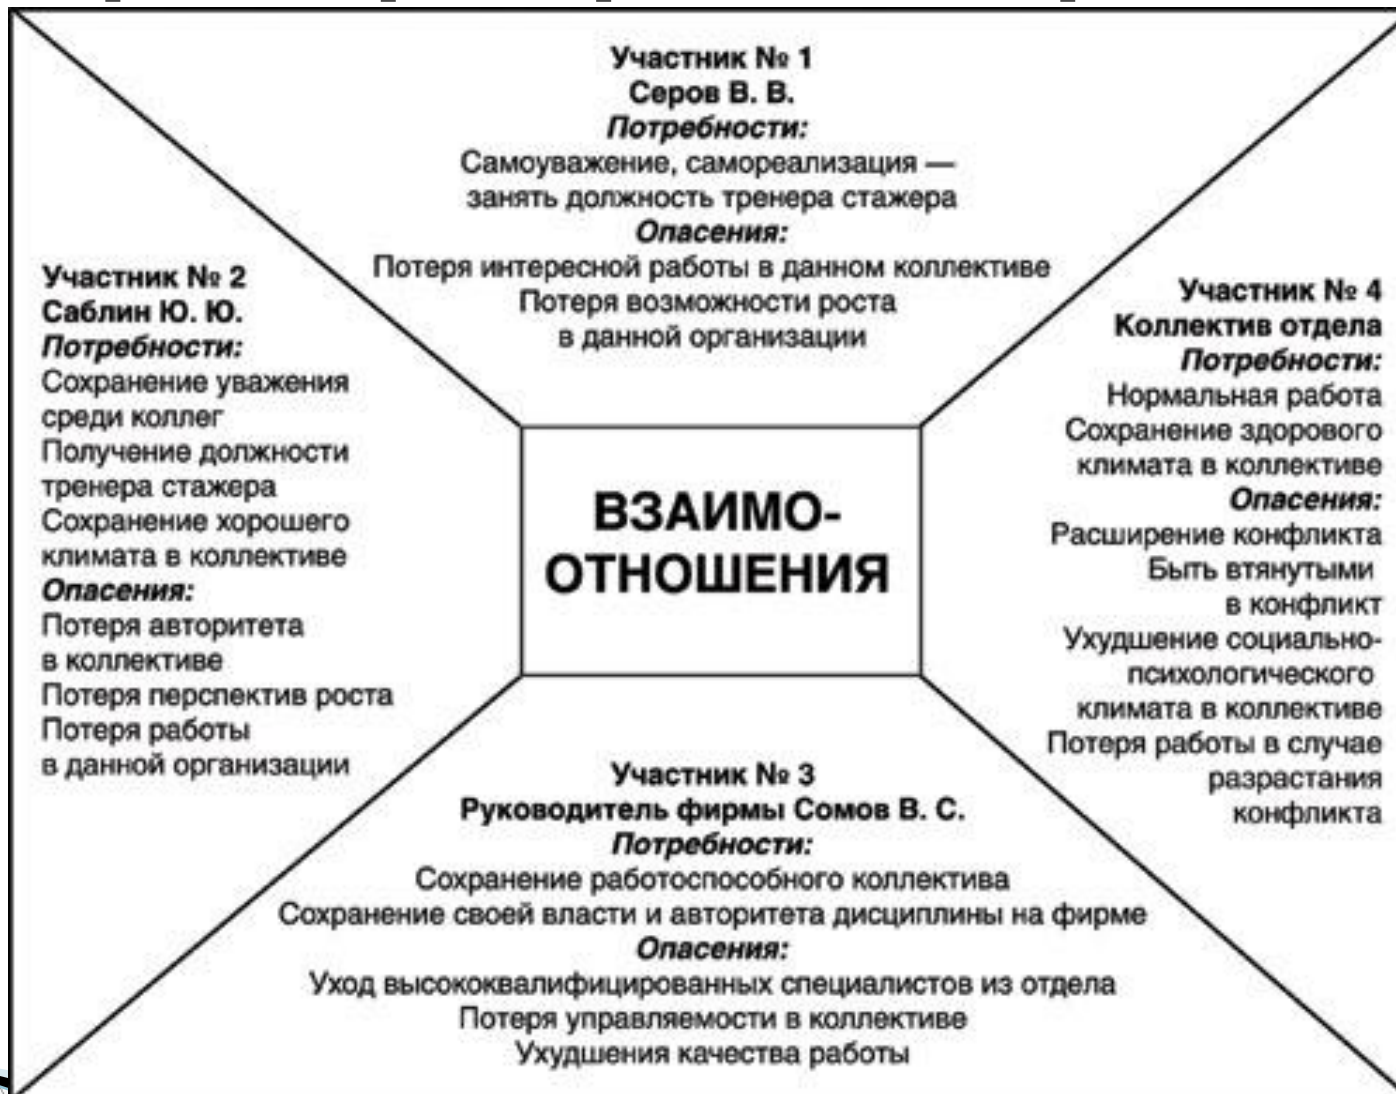 Участник № 1
Серов В. В.
Потребности:
Самоуважение, самореализация —
занять должность тренера стажера
Опасения:
Потеря интересной работы в данном коллективе
Потеря возможности роста
в данной организации
Участник № 2
Саблин Ю. Ю.
Потребности:
Сохранение уважения
среди коллег
Получение должности
тренера стажера
Сохранение хорошего
климата в коллективе
Опасения:
Потеря авторитета
в коллективе
Потеря перспектив роста
Потеря работы
в данной организации
ВЗАИМО-
ОТНОШЕНИЯ
Участник № 4
Коллектив отдела
Потребности:
Нормальная работа
Сохранение здорового
климата в коллективе
Опасения:
Расширение конфликта
Быть втянутыми
в конфликт
Ухудшение социально-
психологического
климата в коллективе
Потеря работы в случае
разрастания
конфликта
Участник № 3
Руководитель фирмы Сомов В. С.
Потребности:
Сохранение работоспособного коллектива
Сохранение своей власти и авторитета дисциплины на фирме
Опасения:
Уход высококвалифицированных специалистов из отдела
Потеря управляемости в коллективе
Ухудшения качества работы